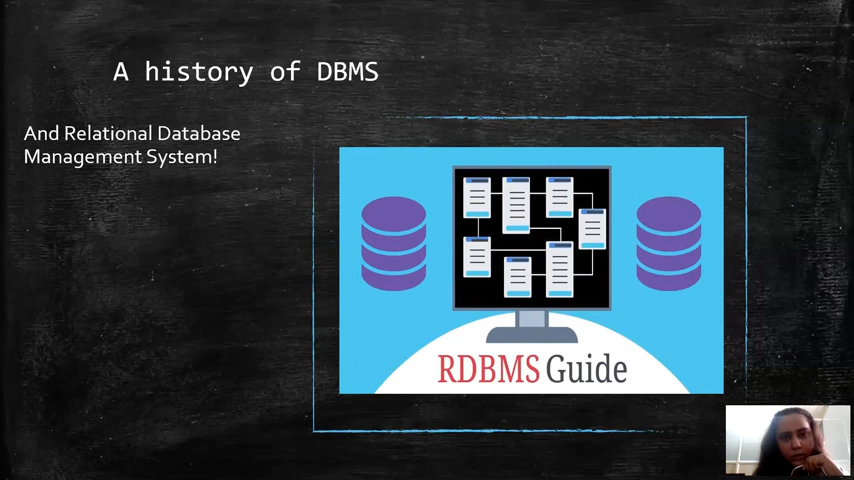 A history of DBMS
And Relational Database
Management System!
RDBMS Guide